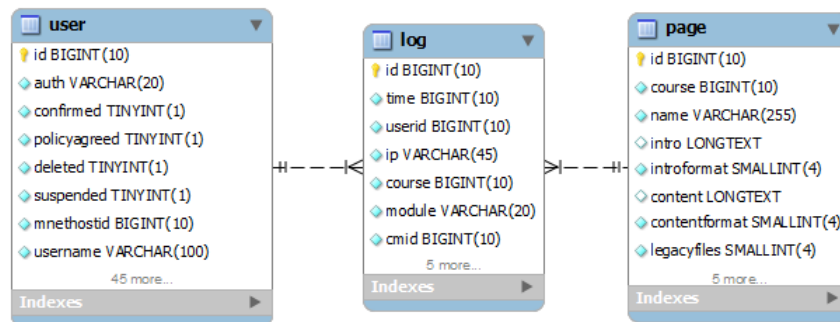 user
id BIGINT(10)
auth VARCHAR(20)
confirmed TINYINT(1)
policyagreed TINYINT(1)
deleted TINYINT(1)
suspended TINYINT(1)
mnethostid BIGINT(10)
username VARCHAR(100)
45 more...
Indexes
log
id BIGINT(10)
time BIGINT(10)
userid BIGINT(10)
ip VARCHAR(45)
course BIGINT(10)
module VARCHAR(20)
cmid BIGINT(10)
5 more...
Indexes
page
id BIGINT(10)
course BIGINT(10)
name VARCHAR(255)
intro LONGTEXT
introformat SMALLINT(4)
content LONGTEXT
contentformat SMALLINT(4)
legacyfiles SMALLINT(4)
5 more...
Indexes